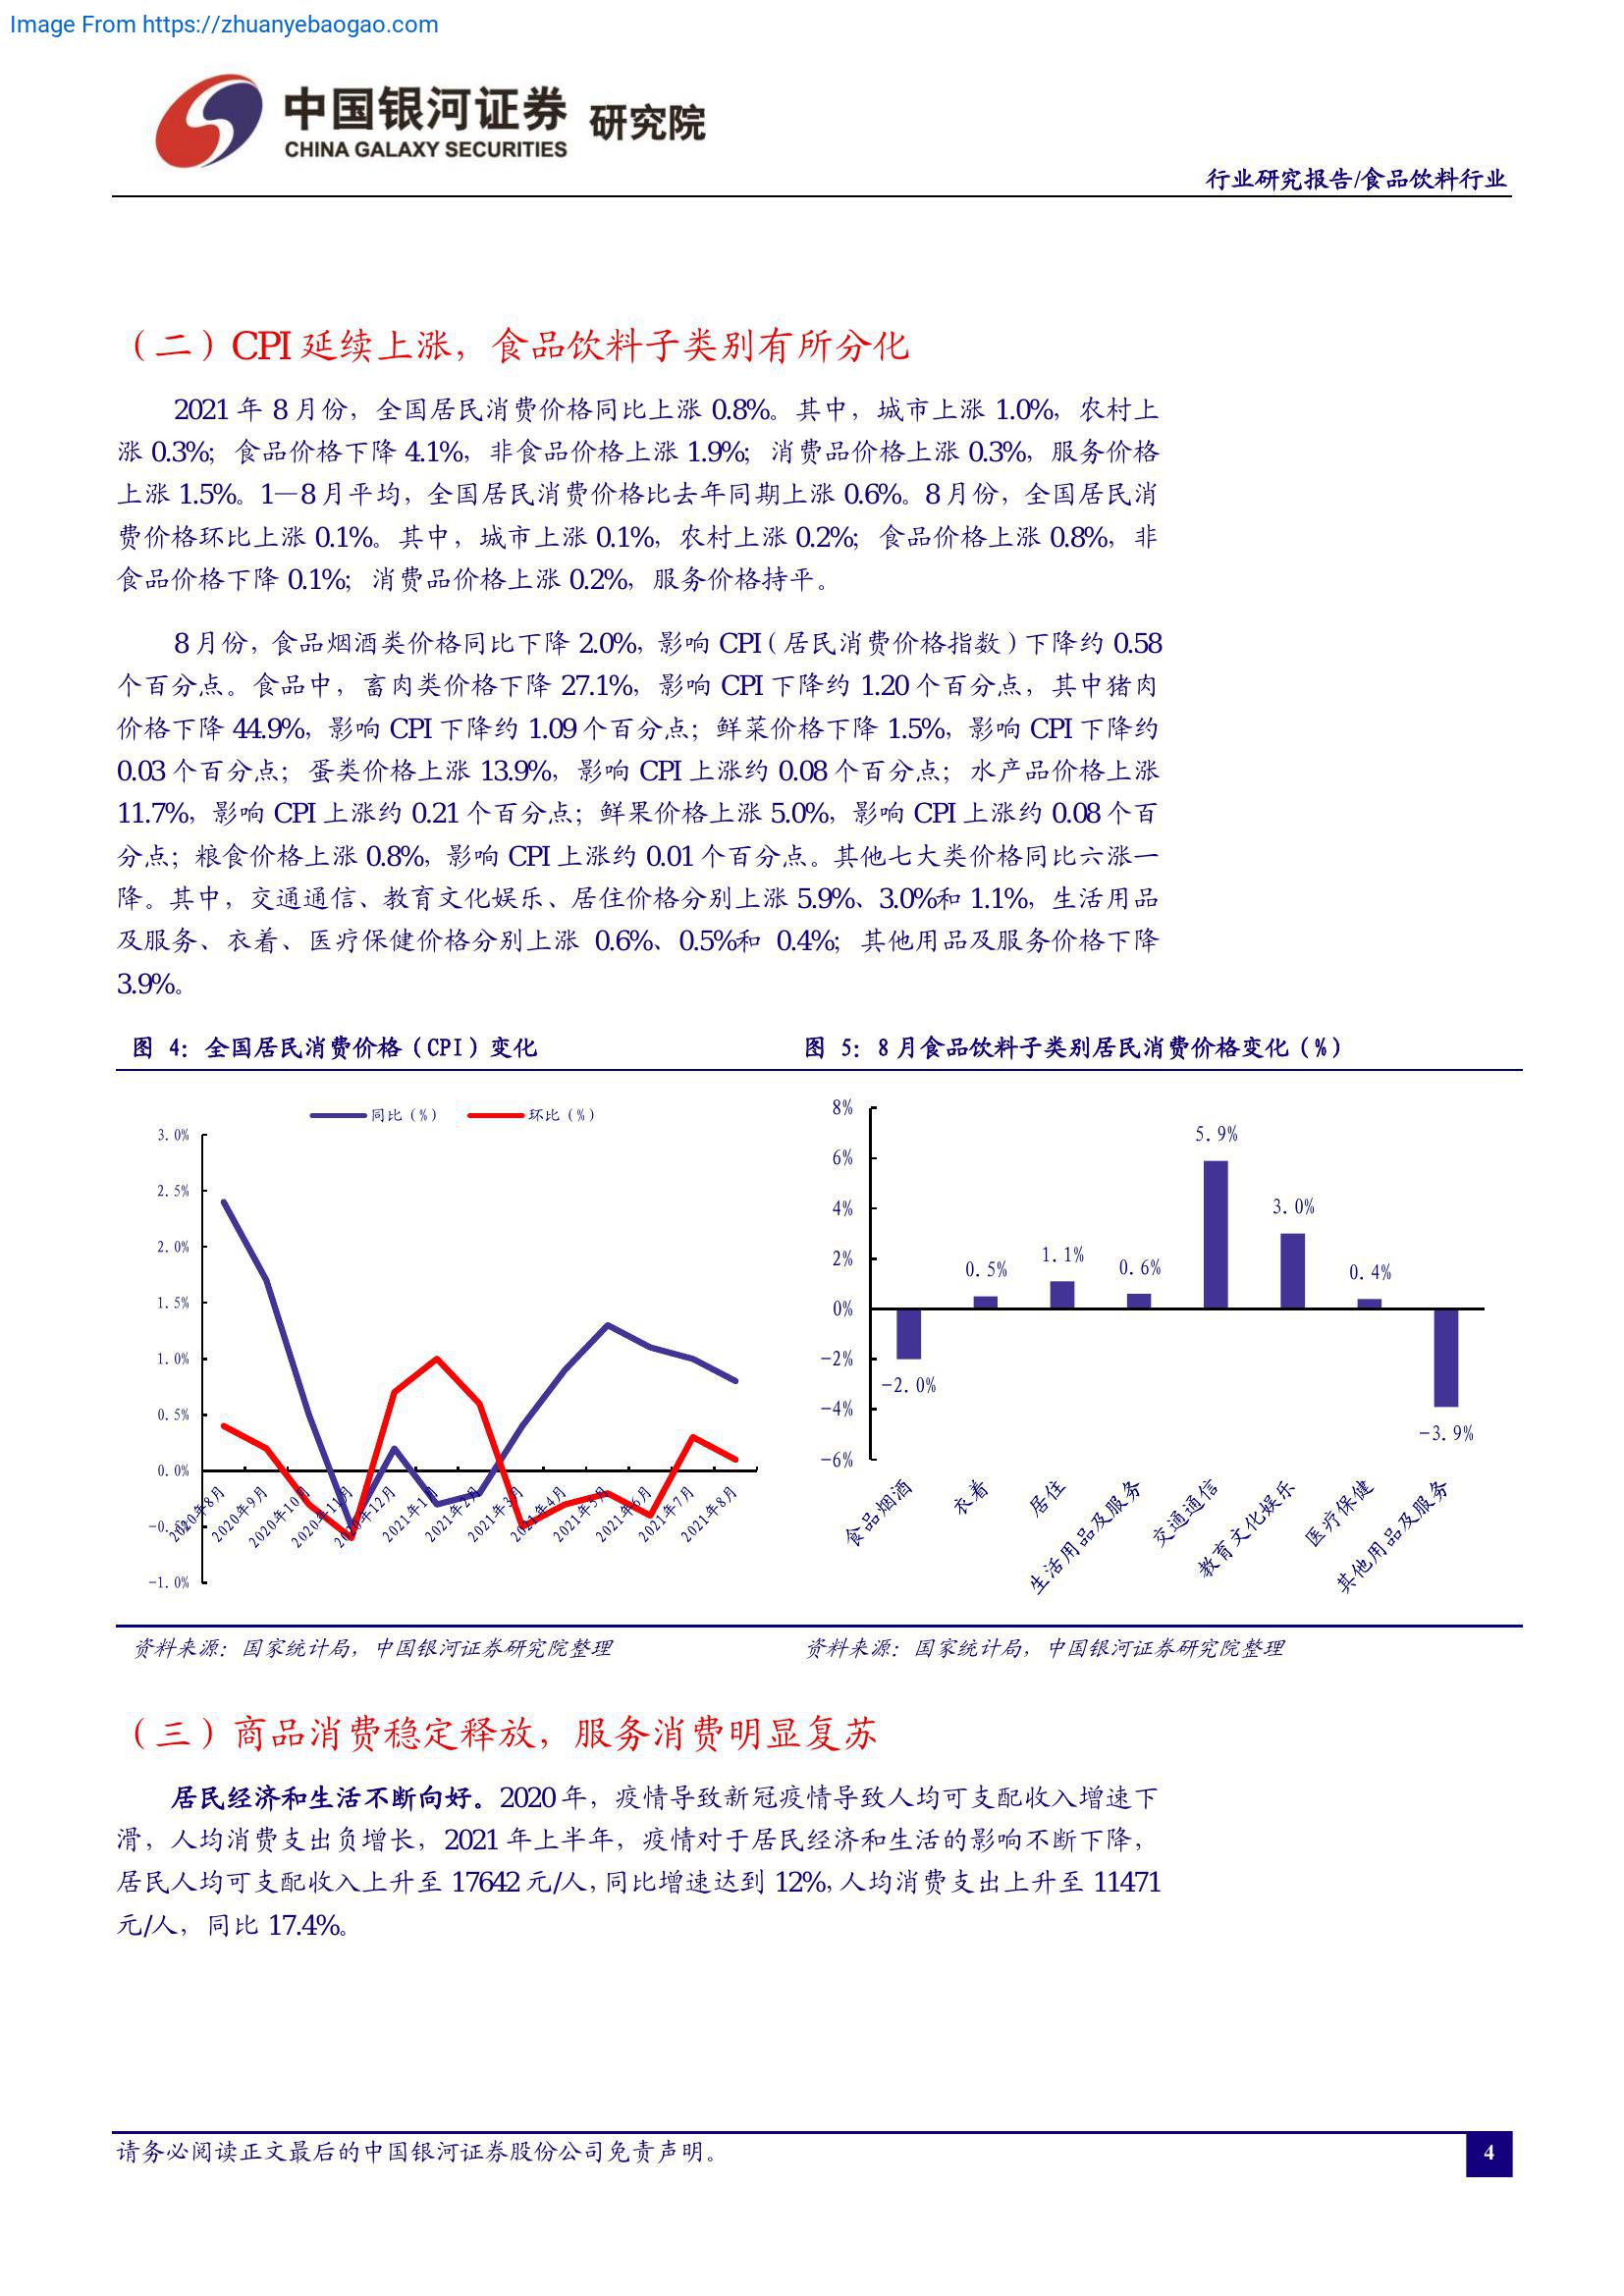 Image From https://zhuanyebaogao.com
中国银河证券 研究院
CHINA GALAXY SECURITIES
行业研究报告/食品饮料行业
（二）CPI 延续上涨，食品饮料子类别有所分化
2021 年 8 月份，全国居民消费价格同比上涨 0.8%。其中，城市上涨 1.0%，农村上
涨 0.3%；食品价格下降 4.1%，非食品价格上涨 1.9%；消费品价格上涨 0.3%，服务价格
上涨 1.5%。1—8 月平均，全国居民消费价格比去年同期上涨 0.6%。8 月份，全国居民消
费价格环比上涨 0.1%。其中，城市上涨 0.1%，农村上涨 0.2%；食品价格上涨 0.8%，非
食品价格下降 0.1%；消费品价格上涨 0.2%，服务价格持平。
8 月份，食品烟酒类价格同比下降 2.0%，影响 CPI（居民消费价格指数）下降约 0.58
个百分点。食品中，畜肉类价格下降 27.1%，影响 CPI 下降约 1.20 个百分点，其中猪肉
价格下降 44.9%，影响 CPI 下降约 1.09 个百分点；鲜菜价格下降 1.5%，影响 CPI 下降约
0.03 个百分点；蛋类价格上涨 13.9%，影响 CPI 上涨约 0.08 个百分点；水产品价格上涨
11.7%，影响 CPI 上涨约 0.21 个百分点；鲜果价格上涨 5.0%，影响 CPI 上涨约 0.08 个百
分点；粮食价格上涨 0.8%，影响 CPI 上涨约 0.01 个百分点。其他七大类价格同比六涨一
降。其中，交通通信、教育文化娱乐、居住价格分别上涨 5.9%、3.0%和 1.1%，生活用品
及服务、衣着、医疗保健价格分别上涨 0.6%、0.5%和 0.4%；其他用品及服务价格下降
3.9%。
图 4：全国居民消费价格（CPI）变化
同比（%） 环比（%）
3.0%
2.5%
2.0%
1.5%
1.0%
0.5%
0.0%
-0.5%
-1.0%
2020年8月
2020年9月
2020年10月
2020年11月
2020年12月
2021年1月
2021年2月
2021年3月
2021年4月
2021年5月
2021年6月
2021年7月
2021年8月
资料来源：国家统计局，中国银河证券研究院整理
图 5：8 月食品饮料子类别居民消费价格变化（%）
8%
6%
4%
2%
0%
-2%
-4%
-6%
-2.0%
0.5%
1.1%
0.6%
5.9%
3.0%
0.4%
-3.9%
食品烟酒
衣着
居住
生活用品及服务
交通通信
教育文化娱乐
医疗保健
其他用品及服务
资料来源：国家统计局，中国银河证券研究院整理
（三）商品消费稳定释放，服务消费明显复苏
居民经济和生活不断向好。2020 年，疫情导致新冠疫情导致人均可支配收入增速下
滑，人均消费支出负增长，2021 年上半年，疫情对于居民经济和生活的影响不断下降，
居民人均可支配收入上升至 17642 元/人，同比增速达到 12%，人均消费支出上升至 11471
元/人，同比 17.4%。
请务必阅读正文最后的中国银河证券股份公司免责声明。
4